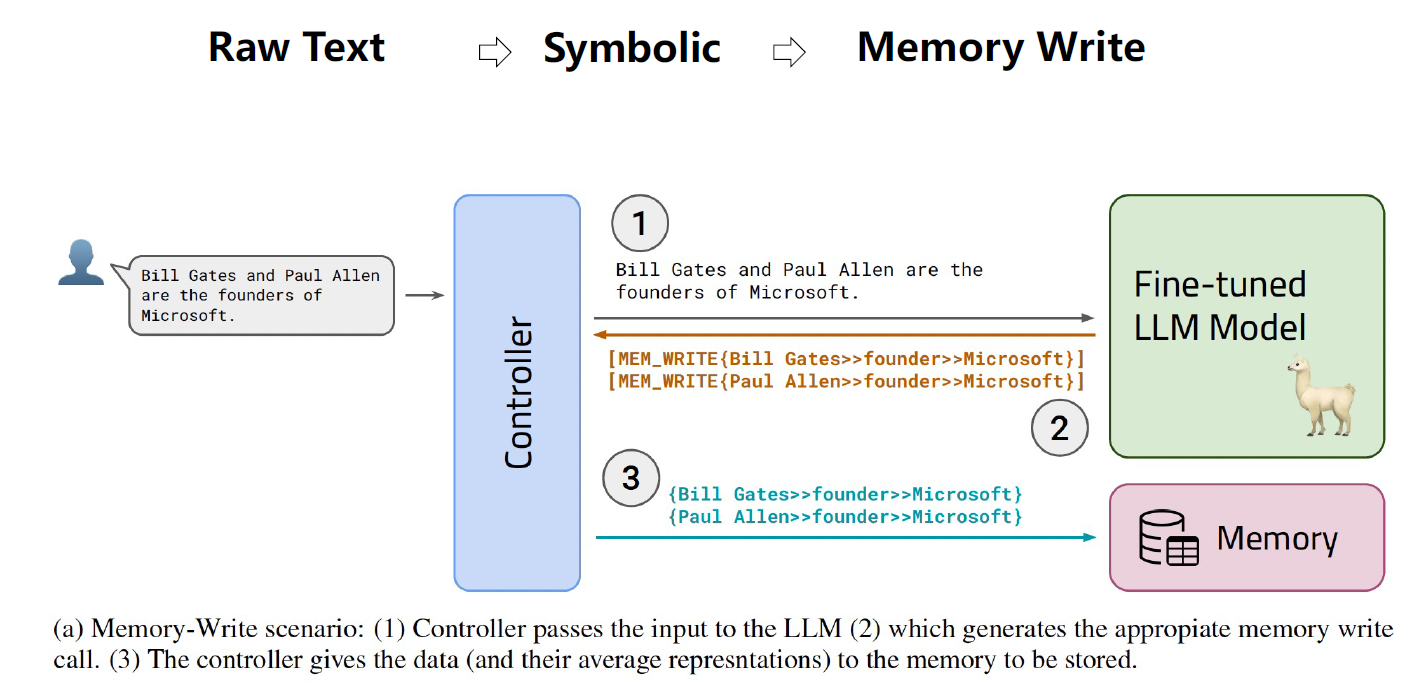 Raw Text ⇨ Symbolic ⇨ Memory Write
Bill Gates and Paul Allen
are the founders of
Microsoft.
Controller
1
Bill Gates and Paul Allen are the
founders of Microsoft.
[MEM_WRITE{Bill Gates>>founder>>Microsoft}]
[MEM_WRITE{Paul Allen>>founder>>Microsoft}]
2
Fine-tuned
LLM Model
3
{Bill Gates>>founder>>Microsoft}
{Paul Allen>>founder>>Microsoft}
Memory
(a) Memory-Write scenario: (1) Controller passes the input to the LLM (2) which generates the appropiate memory write
call. (3) The controller gives the data (and their average represntations) to the memory to be stored.